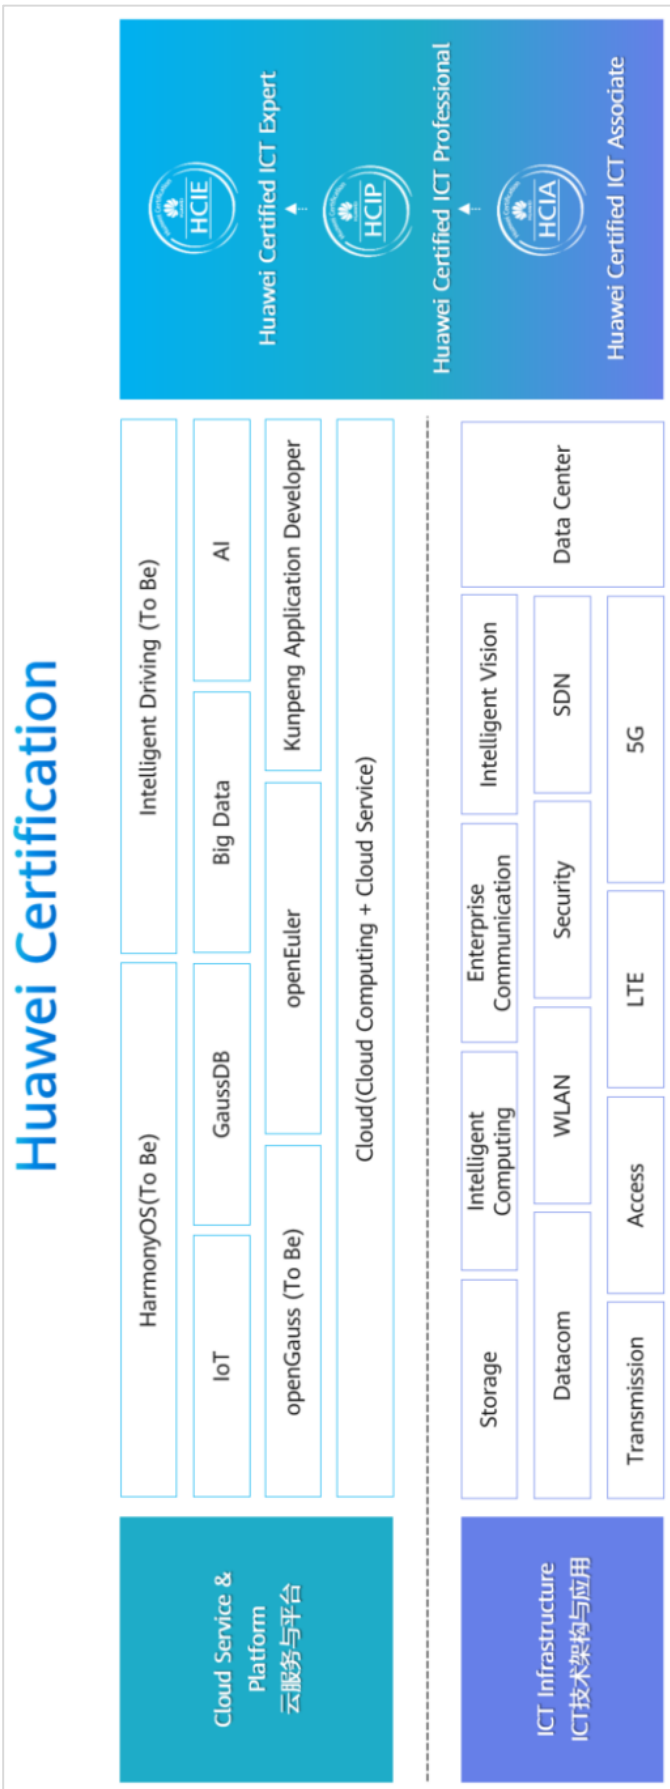 Huawei Certification
Cloud Service &
Platform
云服务与平台
HarmonyOS(To Be)
Intelligent Driving (To Be)
IoT
GaussDB
Big Data
AI
openGauss (To Be)
openEuler
Kunpeng Application Developer
Cloud(Cloud Computing + Cloud Service)
ICT Infrastructure
ICT技术架构与应用
Storage
Intelligent
Computing
Enterprise
Communication
Intelligent Vision
Data Center
Datacom
WLAN
Security
SDN
Transmission
Access
LTE
5G
HCIE
Huawei Certified ICT Expert
HCIP
Huawei Certified ICT Professional
HCIA
Huawei Certified ICT Associate